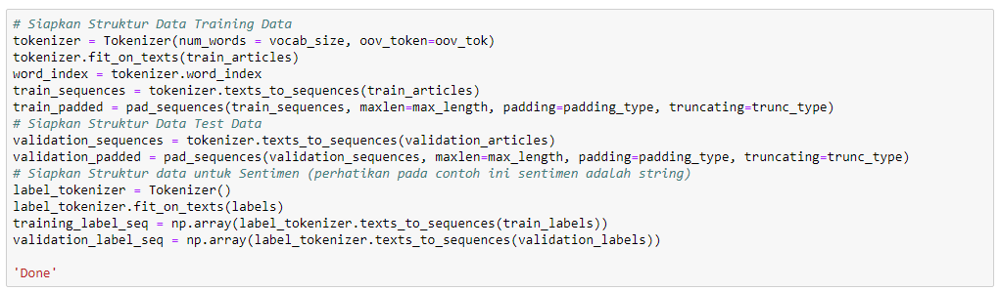 # Siapkan Struktur Data Training Data
tokenizer = Tokenizer(num_words = vocab_size, oov_token=oov_tok)
tokenizer.fit_on_texts(train_articles)
word_index = tokenizer.word_index
train_sequences = tokenizer.texts_to_sequences(train_articles)
train_padded = pad_sequences(train_sequences, maxlen=max_length, padding=padding_type, truncating=trunc_type)
# Siapkan Struktur Data Test Data
validation_sequences = tokenizer.texts_to_sequences(validation_articles)
validation_padded = pad_sequences(validation_sequences, maxlen=max_length, padding=padding_type, truncating=trunc_type)
# Siapkan Struktur data untuk Sentimen (perhatikan pada contoh ini sentimen adalah string)
label_tokenizer = Tokenizer()
label_tokenizer.fit_on_texts(labels)
training_label_seq = np.array(label_tokenizer.texts_to_sequences(train_labels))
validation_label_seq = np.array(label_tokenizer.texts_to_sequences(validation_labels))
'Done'